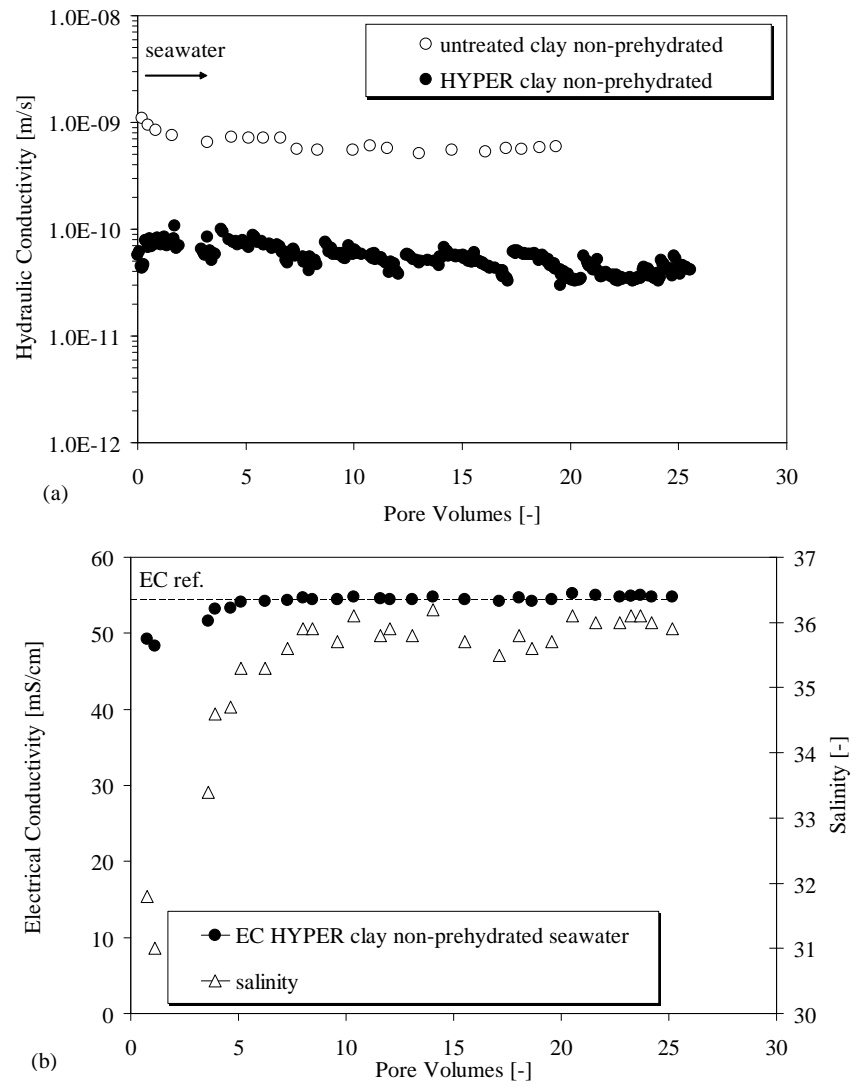 1.0E-08
seawater
untreated clay non-prehydrated
HYPER clay non-prehydrated
1.0E-09
1.0E-10
1.0E-11
1.0E-12
Hydraulic Conductivity [m/s]
0 5 10 15 20 25 30
(a)
Pore Volumes [-]
60 37
EC ref.
50 36
35
40
34
30
33
20
32
EC HYPER clay non-prehydrated seawater
10 31
salinity
0 30
Electrical Conductivity [mS/cm]
Salinity [-]
0 5 10 15 20 25 30
(b)
Pore Volumes [-]